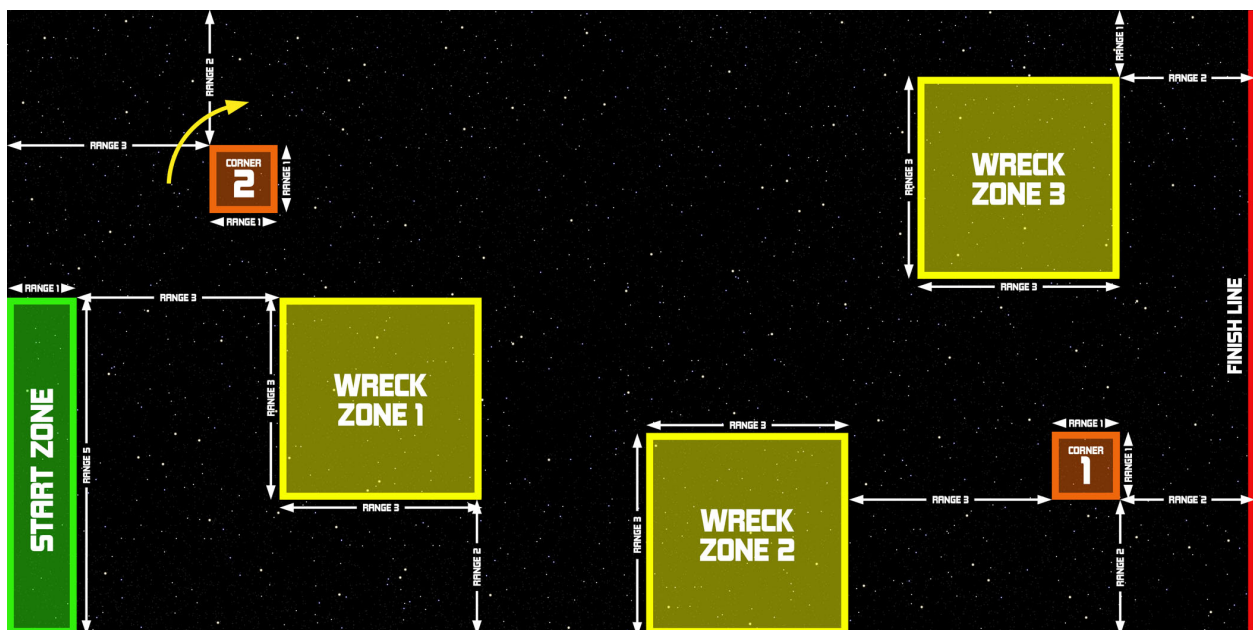 RANGE 2
RANGE 3
CORNER
2
RANGE 1
RANGE 1
RANGE 1
RANGE 2
RANGE 3
WRECK
ZONE 3
RANGE 3
FINISH LINE
RANGE 1
START ZONE
RANGE 5
RANGE 3
RANGE 3
WRECK
ZONE 1
RANGE 3
RANGE 2
RANGE 3
RANGE 3
WRECK
ZONE 2
RANGE 3
RANGE 1
CORNER
1
RANGE 1
RANGE 2
RANGE 2